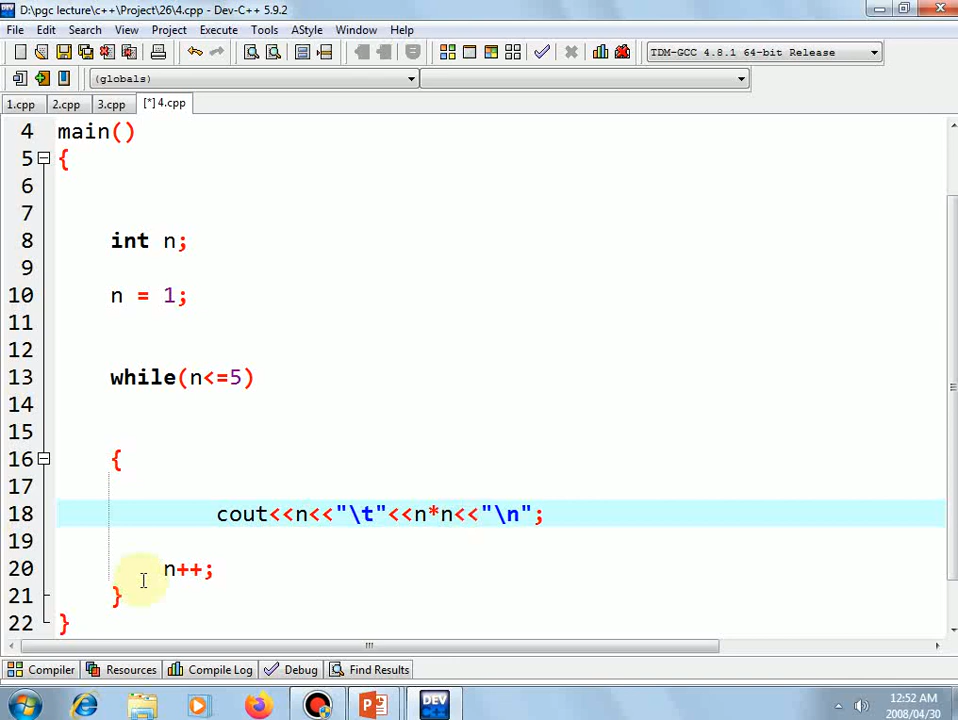 D:\pgc lecture\c++\Project\26\4.cpp - Dev-C++ 5.9.2
File Edit Search View Project Execute Tools AStyle Window Help
TDM-GCC 4.8.1 64-bit Release
(globals)
1.cpp 2.cpp 3.cpp [*] 4.cpp
4 main()
5 {
6
7
8 int n;
9
10 n = 1;
11
12
13 while(n<=5)
14
15
16 {
17
18 cout<<n<<"\t"<<n*n<<"\n";
19
20 n++;
21 }
22 }
Compiler Resources Compile Log Debug Find Results
DEV
12:52 AM
2008/04/30